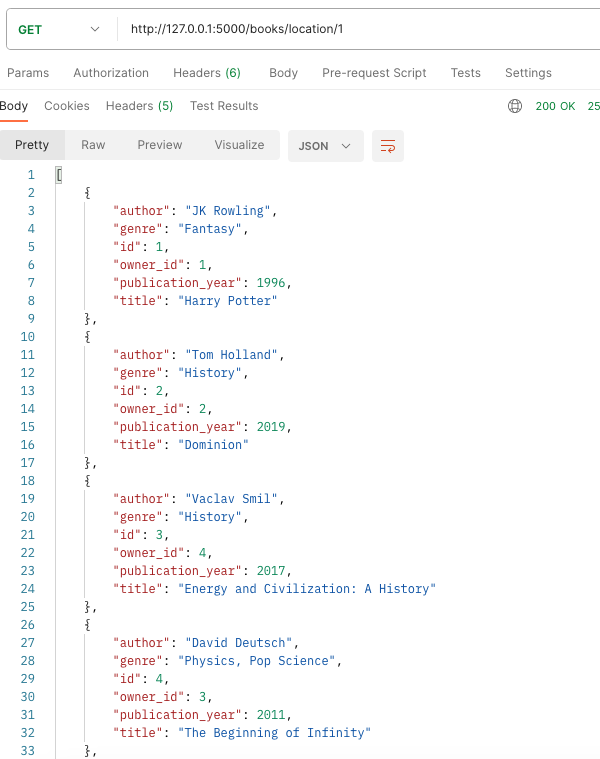 GET http://127.0.0.1:5000/books/location/1
Params Authorization Headers (6) Body Pre-request Script Tests Settings
Body Cookies Headers (5) Test Results 200 OK 25
Pretty Raw Preview Visualize JSON
1 [
2 {
3 "author": "JK Rowling",
4 "genre": "Fantasy",
5 "id": 1,
6 "owner_id": 1,
7 "publication_year": 1996,
8 "title": "Harry Potter"
9 },
10 {
11 "author": "Tom Holland",
12 "genre": "History",
13 "id": 2,
14 "owner_id": 2,
15 "publication_year": 2019,
16 "title": "Dominion"
17 },
18 {
19 "author": "Vaclav Smil",
20 "genre": "History",
21 "id": 3,
22 "owner_id": 4,
23 "publication_year": 2017,
24 "title": "Energy and Civilization: A History"
25 },
26 {
27 "author": "David Deutsch",
28 "genre": "Physics, Pop Science",
29 "id": 4,
30 "owner_id": 3,
31 "publication_year": 2011,
32 "title": "The Beginning of Infinity"
33 },